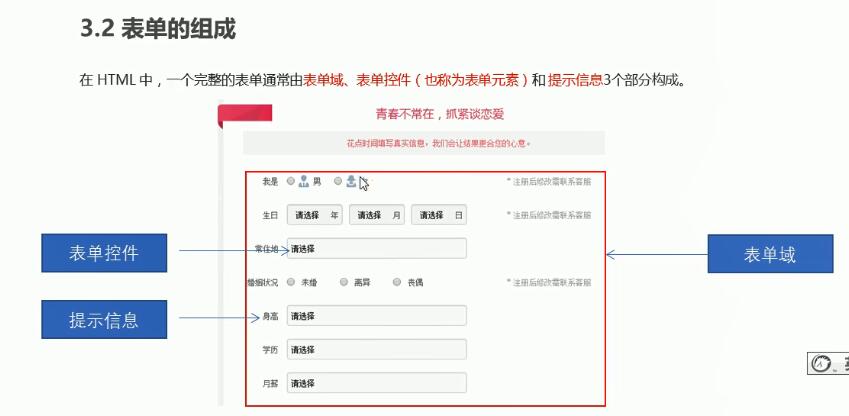 3.2 表单的组成
在 HTML 中，一个完整的表单通常由表单域、表单控件（也称为表单元素）和 提示信息3个部分构成。
青春不常在，抓紧谈恋爱
花点时间填写真实信息，我们会让结果更合您的心意。
我是 男 * 注册后修改需联系客服
生日 请选择 年 请选择 月 请选择 日 * 注册后修改需联系客服
表单控件 常住地 请选择 表单域
婚姻状况 未婚 离异 丧偶 * 注册后修改需联系客服
提示信息 身高 请选择
学历 请选择
月薪 请选择